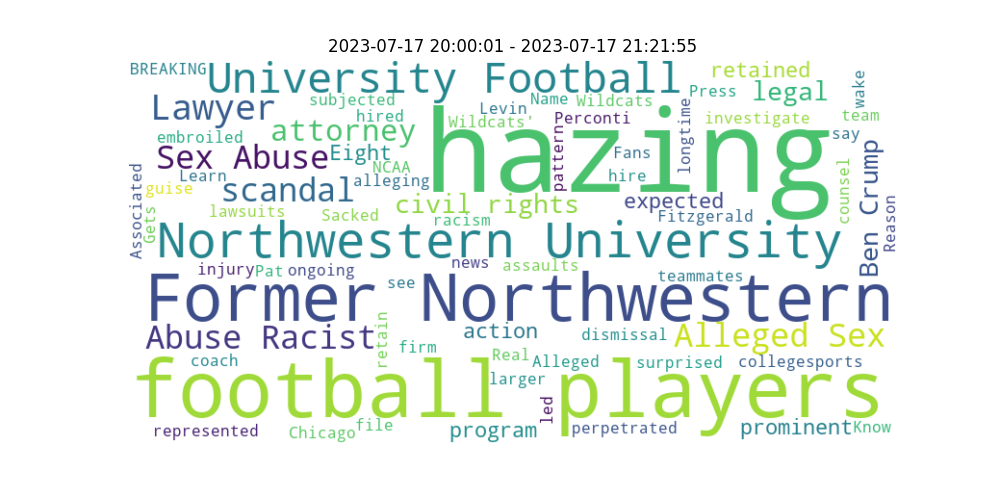 2023-07-17 20:00:01 - 2023-07-17 21:21:55
BREAKING
University Football
retained
Press
legal
wake
Lawyer
subjected
hired
Levin
Name
Wildcats
Wildcats'
Perconti
longtime
investigate
team
say
embroiled
attorney
hazing
pattern
Sex Abuse
Eight
NCAA
Fans
Learn
guise
scandal
alleging
hire
counsel
Ben Crump
Associated
Gets
lawsuits
Sacked
civil rights
racism
expected
Fitzgerald
Reason
Northwestern University
injury
Pat
ongoing
news
assaults
see
teammates
Former Northwestern
Abuse Racist
retain
action
dismissal
Alleged Sex
firm
coach
Real
Alleged
surprised
collegesports
larger
football players
led
represented
Chicago
file
program
perpetrated
prominent
Know